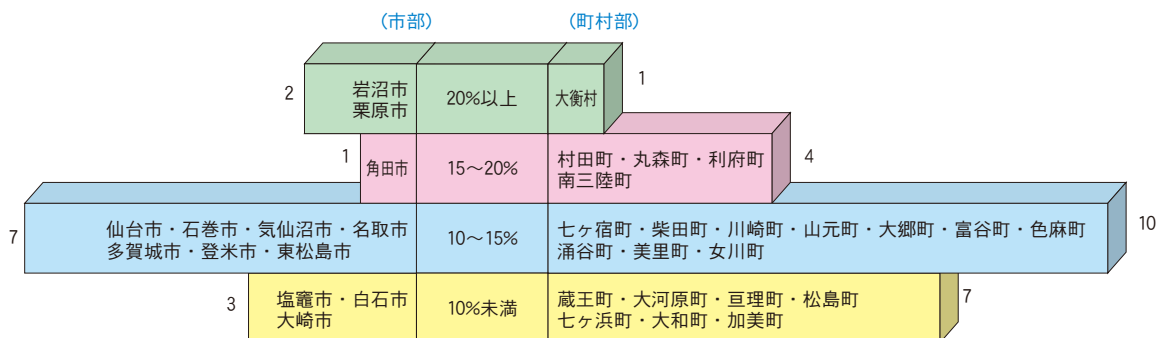 （市部）
（町村部）
2
岩沼市
栗原市
20%以上
大衡村
1
1
角田市
15～20%
村田町・丸森町・利府町
南三陸町
4
7
仙台市・石巻市・気仙沼市・名取市
多賀城市・登米市・東松島市
10～15%
七ヶ宿町・柴田町・川崎町・山元町・大郷町・富谷町・色麻町
涌谷町・美里町・女川町
10
3
塩竈市・白石市
大崎市
10%未満
蔵王町・大河原町・亘理町・松島町
七ヶ浜町・大和町・加美町
7